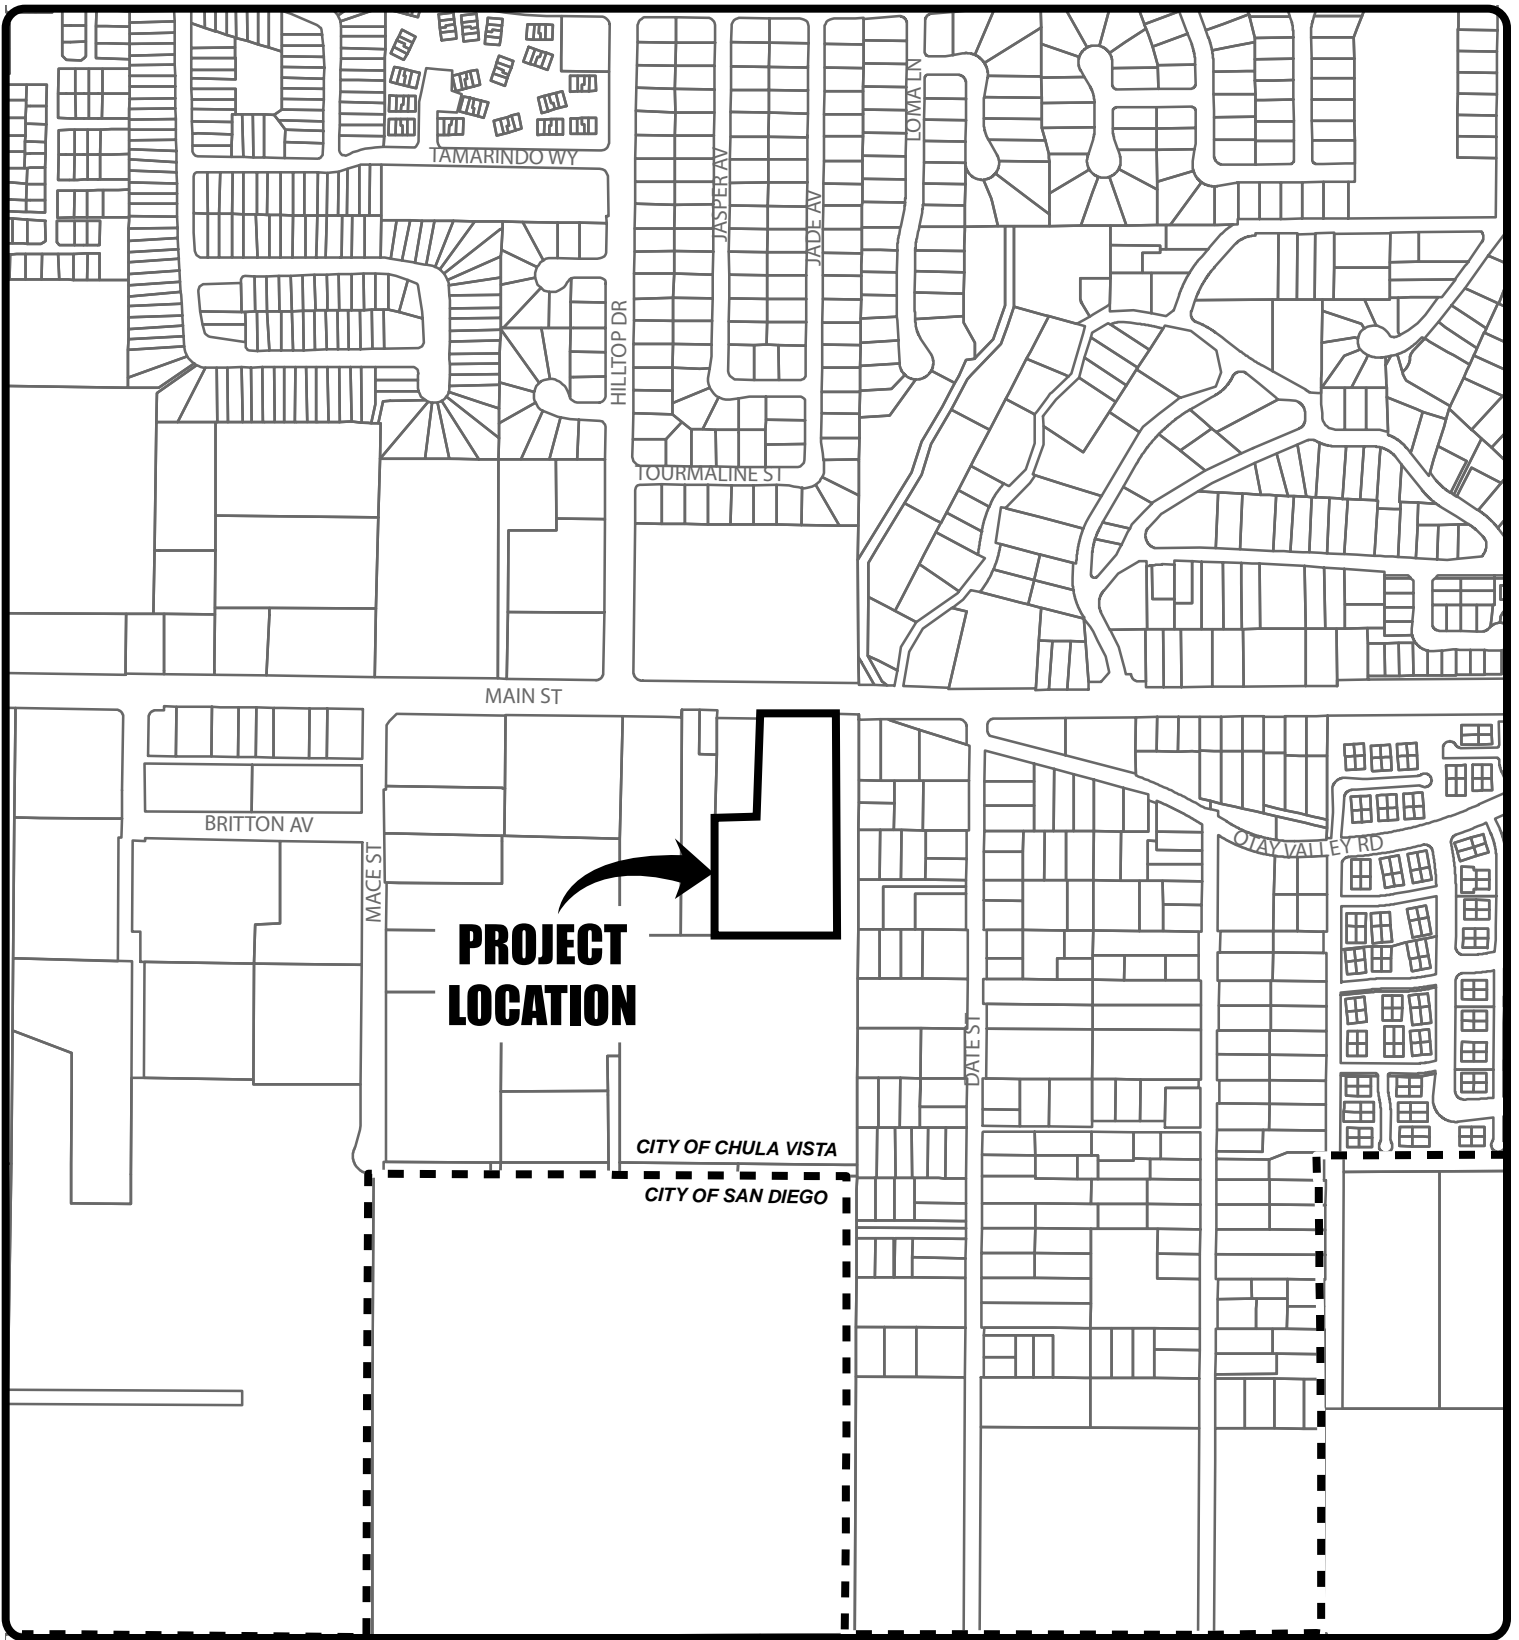 LOMA LN
TAMARINDO WY
JASPER AV
JADE AV
HILLTOP DR
TOURMALINE ST
MAIN ST
BRITTON AV
MACE ST
OTAY VALLEY RD
PROJECT
LOCATION
DATE ST
CITY OF CHULA VISTA
CITY OF SAN DIEGO